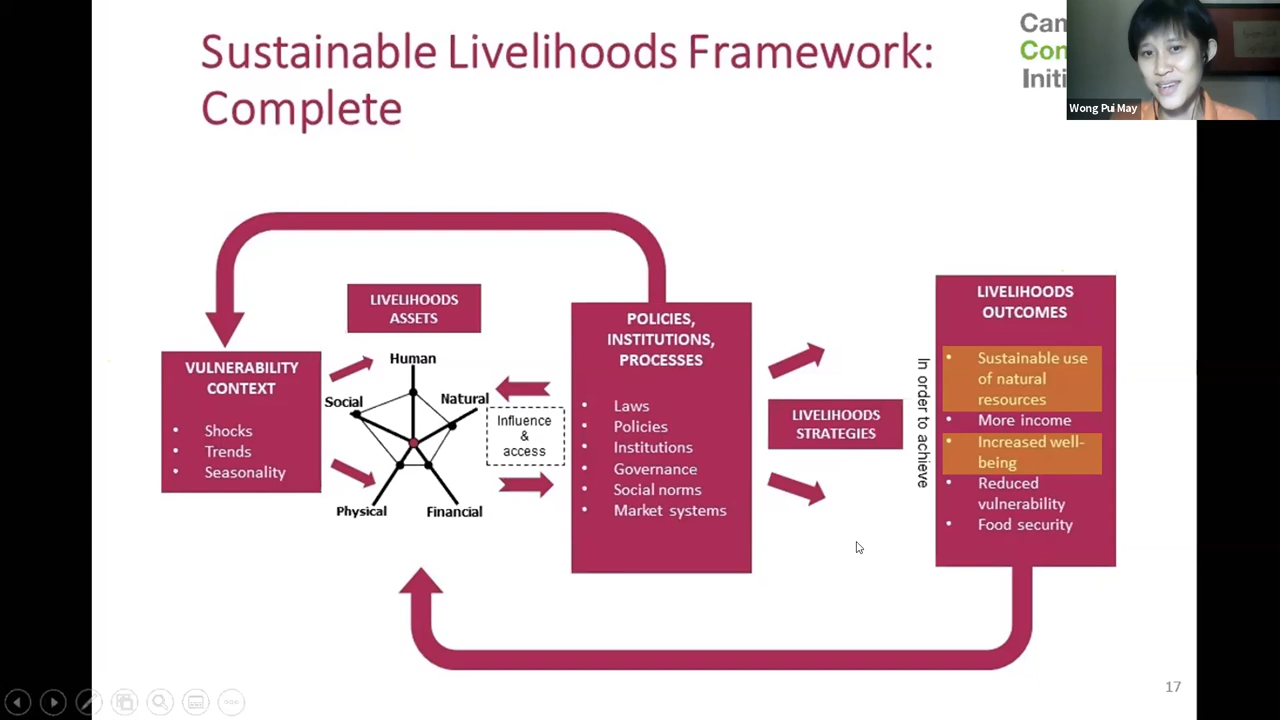 Sustainable Livelihoods Framework:
Complete
Can
Con
Initi
Wong Pui May
LIVELIHOODS
ASSETS
VULNERABILITY
CONTEXT
• Shocks
• Trends
• Seasonality
Human
Social
Natural
Physical
Financial
Influence
&
access
POLICIES,
INSTITUTIONS,
PROCESSES
• Laws
• Policies
• Institutions
• Governance
• Social norms
• Market systems
LIVELIHOODS
STRATEGIES
In order to achieve
LIVELIHOODS
OUTCOMES
• Sustainable use
of natural
resources
• More income
• Increased well-
being
• Reduced
vulnerability
• Food security
17